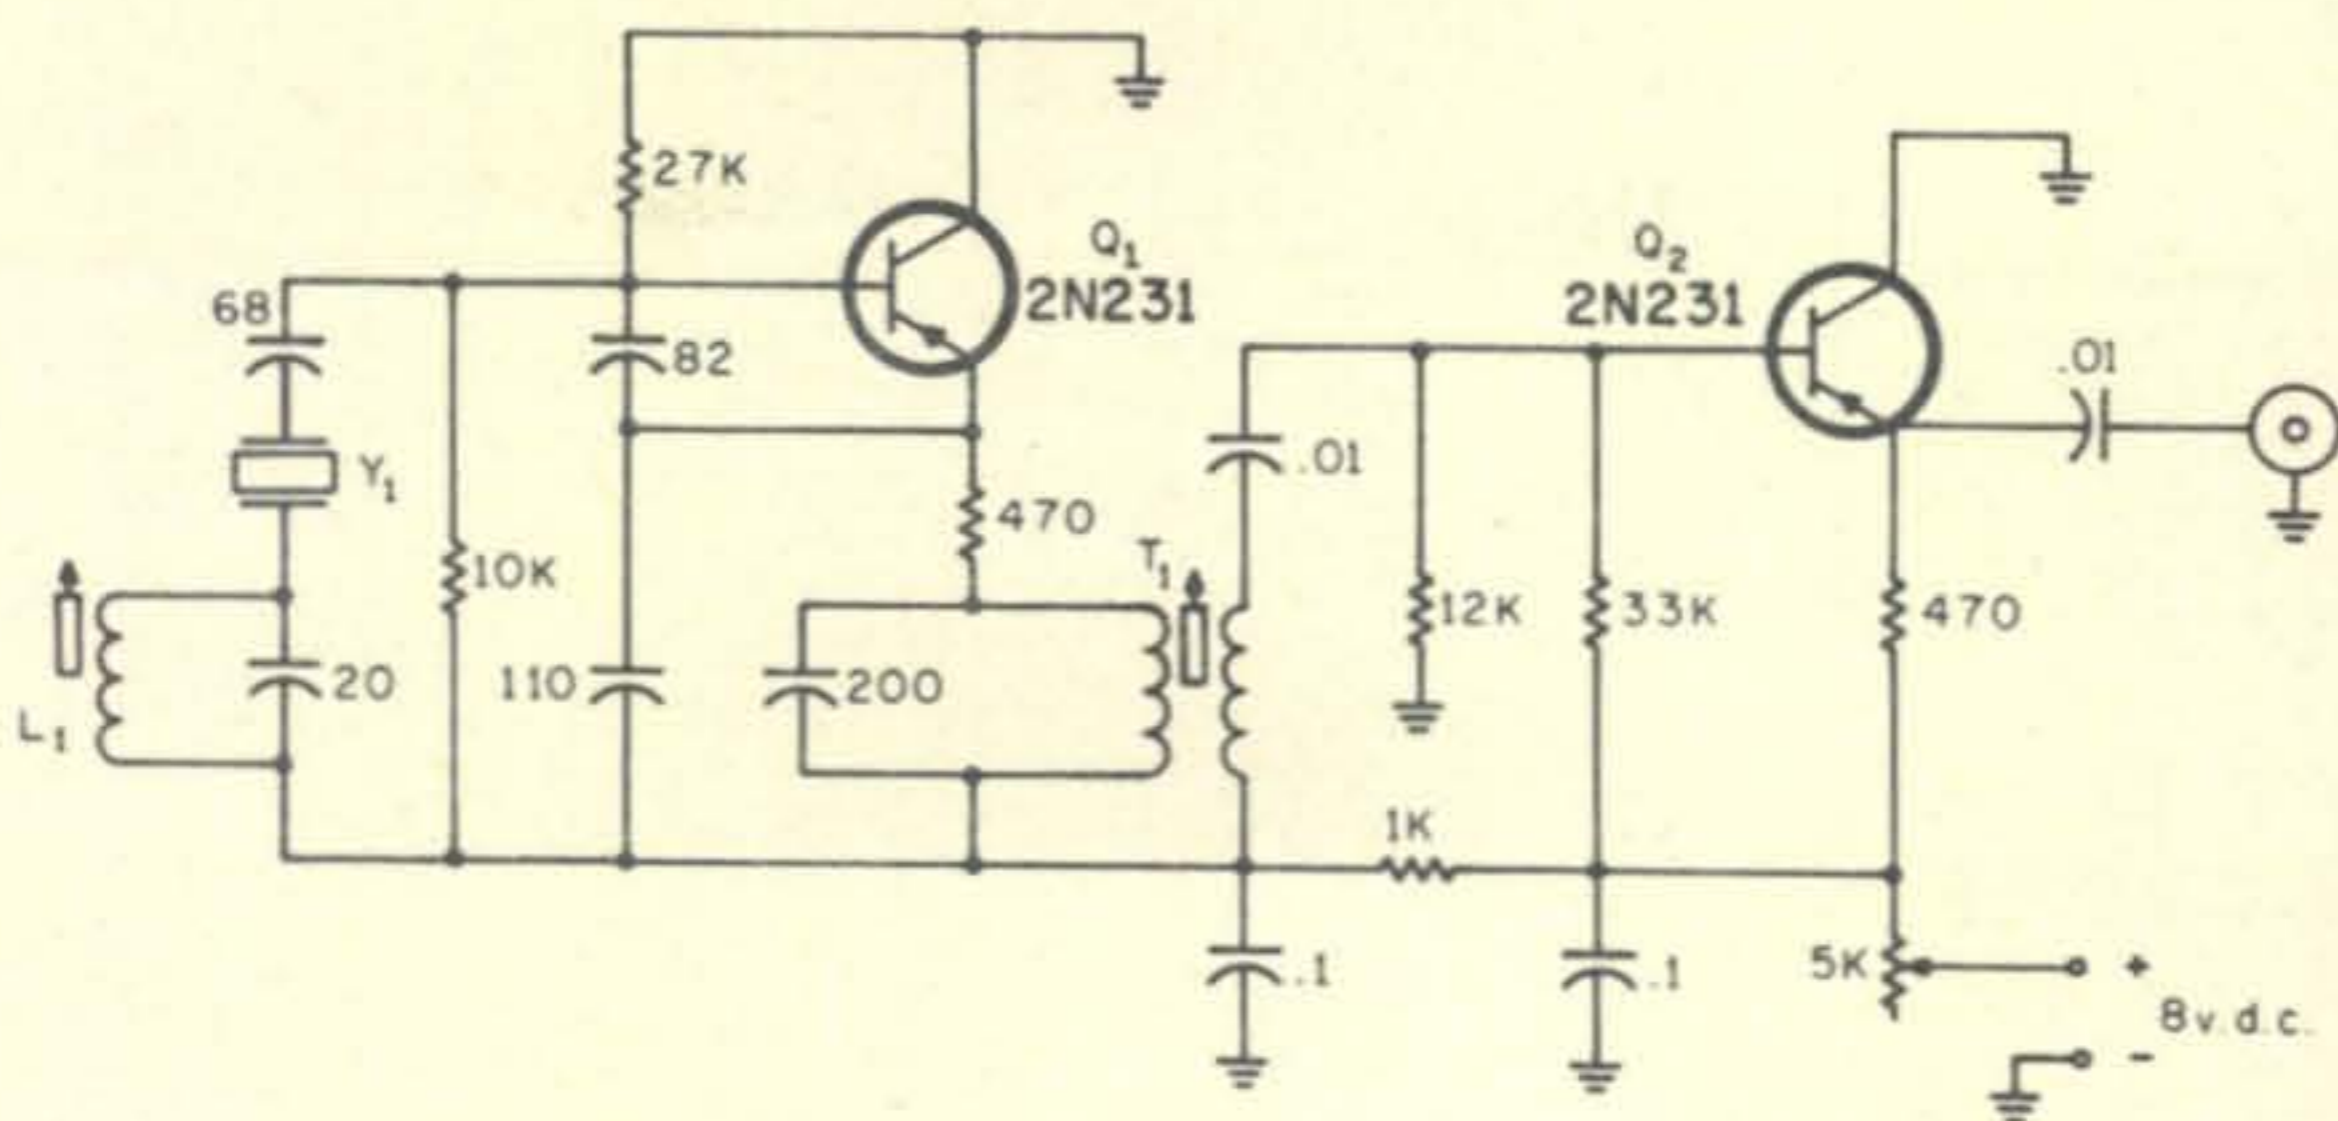 27K
Q1
2N231
68
82
Y1
10K
470
T1
.01
L1
20
110
200
Q2
2N231
.01
12K
33K
470
1K
.1
.1
5K
+
8v.d.c.
-